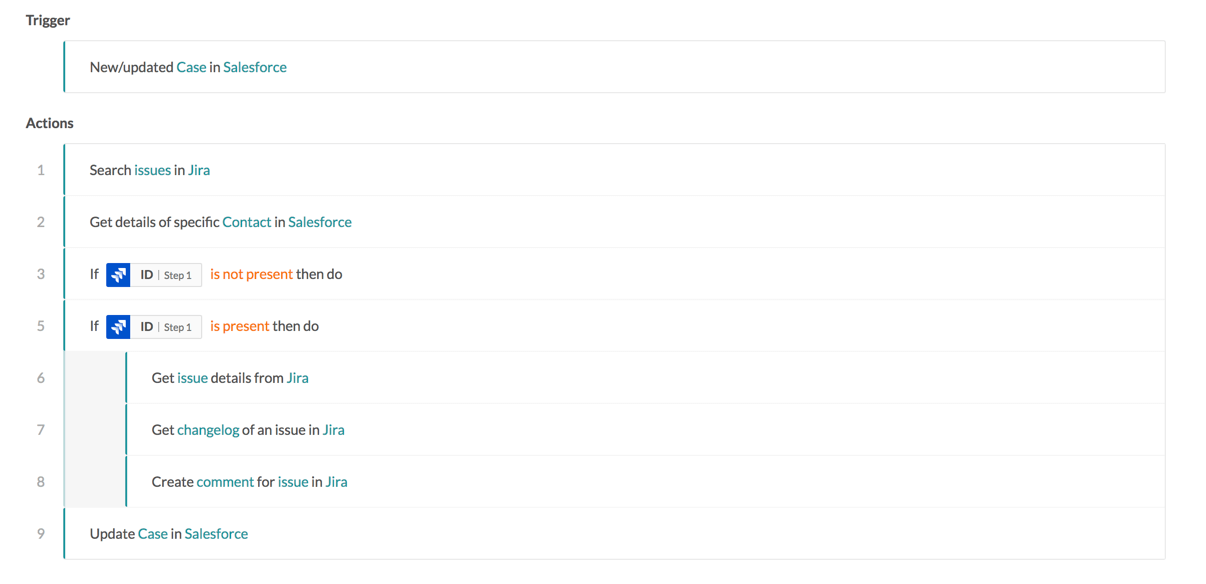 Trigger
New/updated Case in Salesforce
Actions
1 Search issues in Jira
2 Get details of specific Contact in Salesforce
3 If ID | Step 1 is not present then do
5 If ID | Step 1 is present then do
6 Get issue details from Jira
7 Get changelog of an issue in Jira
8 Create comment for issue in Jira
9 Update Case in Salesforce